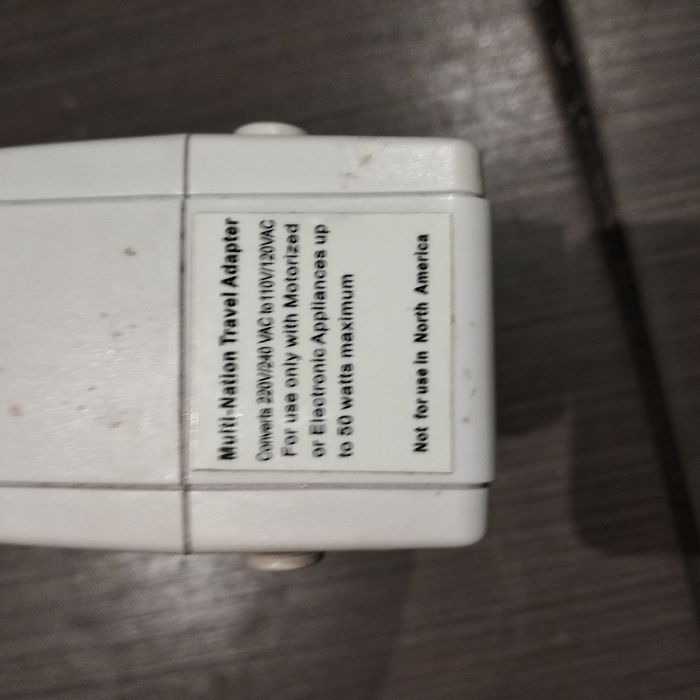 Multi-Nation Travel Adapter
Converts 220V/240 VAC to 110V/120VAC
For use only with Motorized
or Electronic Appliances up
to 50 watts maximum
Not for use in North America